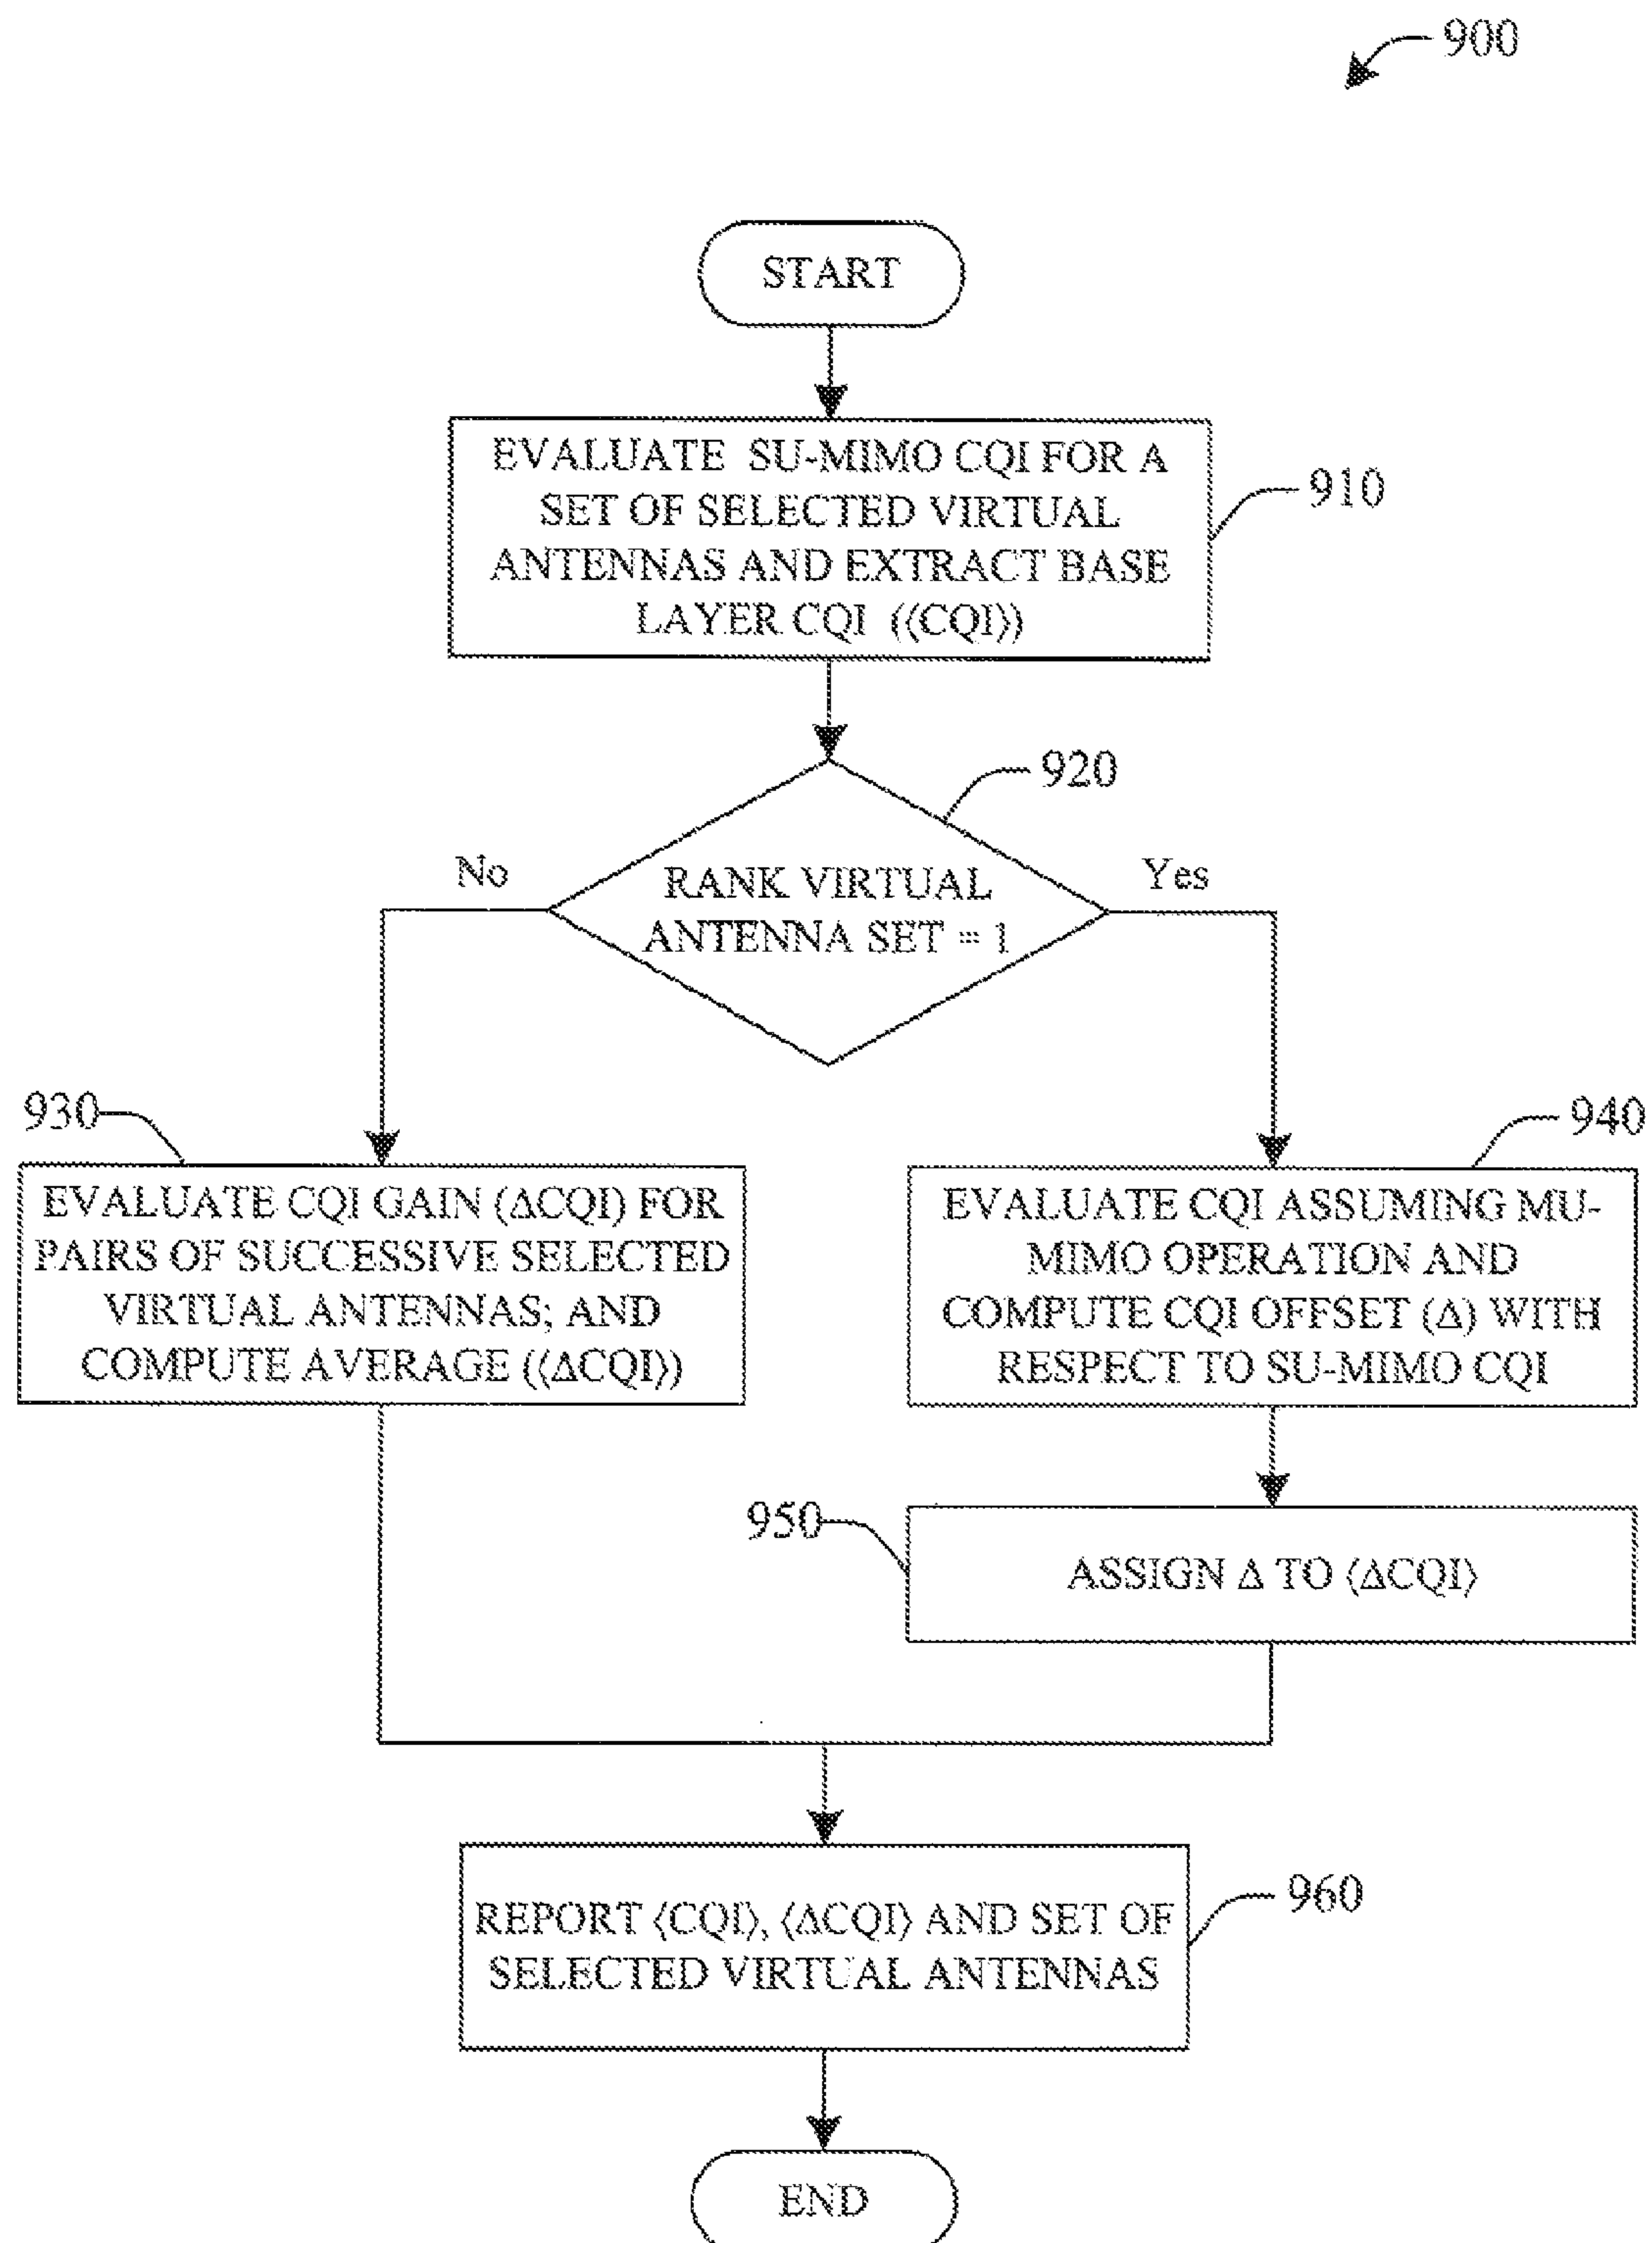 900
START
EVALUATE SU-MIMO CQI FOR A
SET OF SELECTED VIRTUAL
ANTENNAS AND EXTRACT BASE
LAYER CQI (⟨CQI⟩)
910
920
RANK VIRTUAL
ANTENNA SET = 1
No
Yes
930
EVALUATE CQI GAIN (ΔCQI) FOR
PAIRS OF SUCCESSIVE SELECTED
VIRTUAL ANTENNAS; AND
COMPUTE AVERAGE (⟨ΔCQI⟩)
940
EVALUATE CQI ASSUMING MU-
MIMO OPERATION AND
COMPUTE CQI OFFSET (Δ) WITH
RESPECT TO SU-MIMO CQI
950
ASSIGN Δ TO ⟨ΔCQI⟩
REPORT ⟨CQI⟩, ⟨ΔCQI⟩ AND SET OF
SELECTED VIRTUAL ANTENNAS
960
END